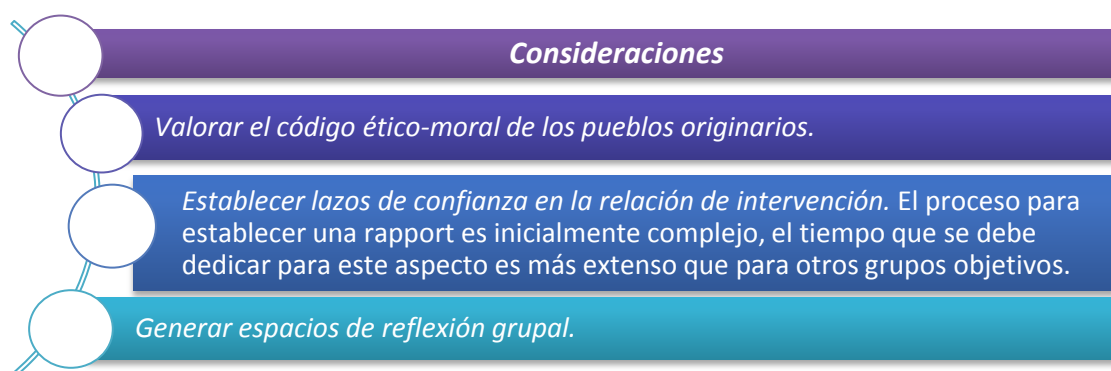 Consideraciones
Valorar el código ético-moral de los pueblos originarios.
Establecer lazos de confianza en la relación de intervención. El proceso para
establecer una rapport es inicialmente complejo, el tiempo que se debe
dedicar para este aspecto es más extenso que para otros grupos objetivos.
Generar espacios de reflexión grupal.